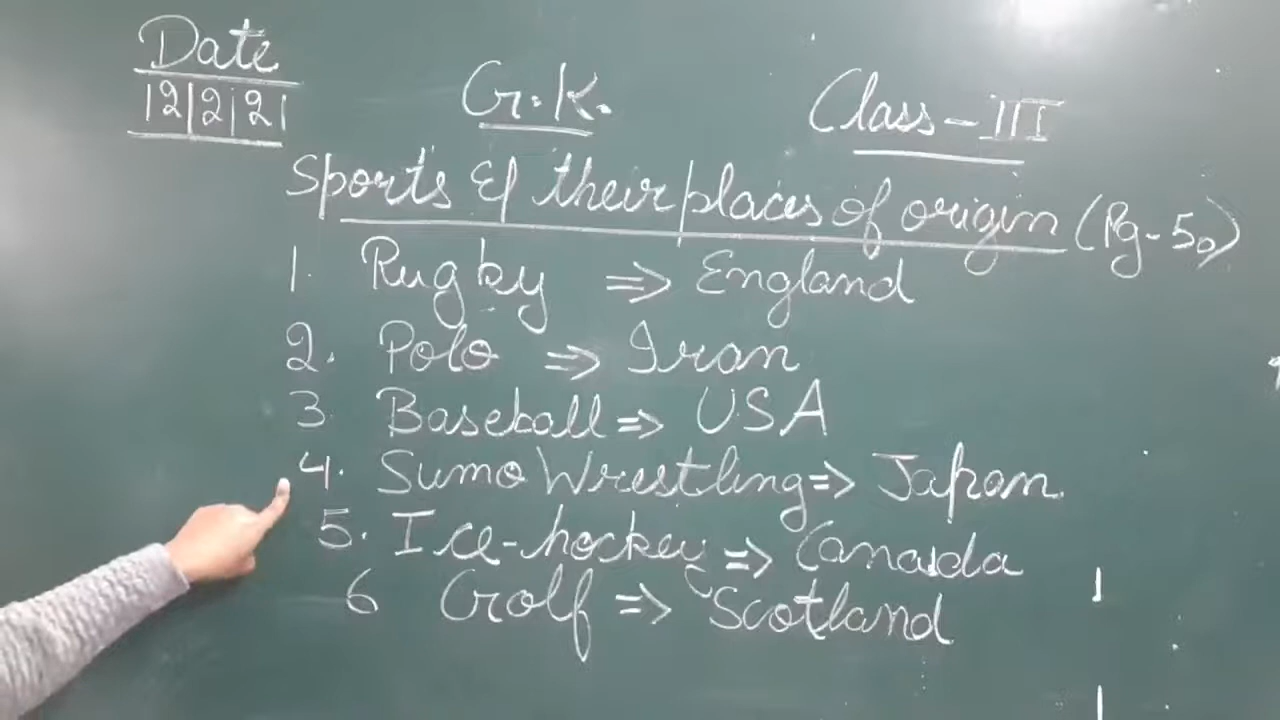 Date
12/2/21
G.K.
Class - III
Sports & their places of origin (Pg-50)
1. Rugby => England
2. Polo => Iran
3. Baseball => USA
4. Sumo Wrestling => Japan.
5. Ice-hockey => Canada
6 Golf => Scotland